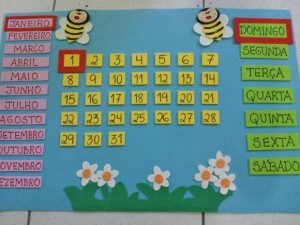 JANEIRO
FEVEREIRO
MARÇO
ABRIL
MAIO
JUNHO
JULHO
AGOSTO
SETEMBRO
OUTUBRO
NOVEMBRO
DEZEMBRO
1 2 3 4 5 6 7
8 9 10 11 12 13 14
15 16 17 18 19 20 21
22 23 24 25 26 27 28
29 30 31
DOMINGO
SEGUNDA
TERÇA
QUARTA
QUINTA
SEXTA
SÁBADO